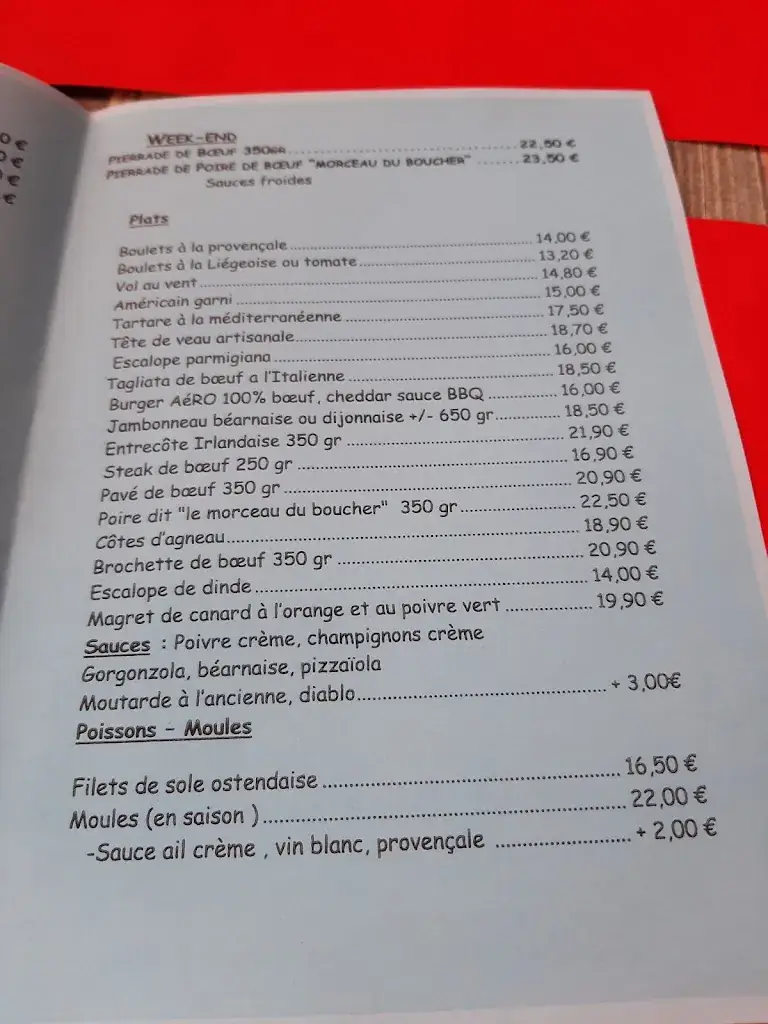 0 €
0 €
0 €
€
WEEK-END
PIERRADE DE BŒUF 350GR.................... 22,50 €
PIERRADE DE POIRE DE BŒUF "MORCEAU DU BOUCHER" ....... 23,50 €
Sauces froides
Plats
Boulets à la provençale.................... 14,00 €
Boulets à la Liégeoise ou tomate.................... 13,20 €
Vol au vent.................... 14,80 €
Américain garni .................... 15,00 €
Tartare à la méditerranéenne .................... 17,50 €
Tête de veau artisanale.................... 18,70 €
Escalope parmigiana .................... 16,00 €
Tagliata de bœuf a l'Italienne .................... 18,50 €
Burger AéRO 100% bœuf, cheddar sauce BBQ ............... 16,00 €
Jambonneau béarnaise ou dijonnaise +/- 650 gr.............. 18,50 €
Entrecôte Irlandaise 350 gr .................... 21,90 €
Steak de bœuf 250 gr .................... 16,90 €
Pavé de bœuf 350 gr.................... 20,90 €
Poire dit "le morceau du boucher" 350 gr.................... 22,50 €
Côtes d'agneau.................... 18,90 €
Brochette de bœuf 350 gr .................... 20,90 €
Escalope de dinde .................... 14,00 €
Magret de canard à l'orange et au poivre vert ................ 19,90 €
Sauces : Poivre crème, champignons crème
Gorgonzola, béarnaise, pizzaïola
Moutarde à l'ancienne, diablo.................... + 3,00€
Poissons - Moules
Filets de sole ostendaise .................... 16,50 €
Moules (en saison ).................... 22,00 €
-Sauce ail crème , vin blanc, provençale .................... + 2,00 €